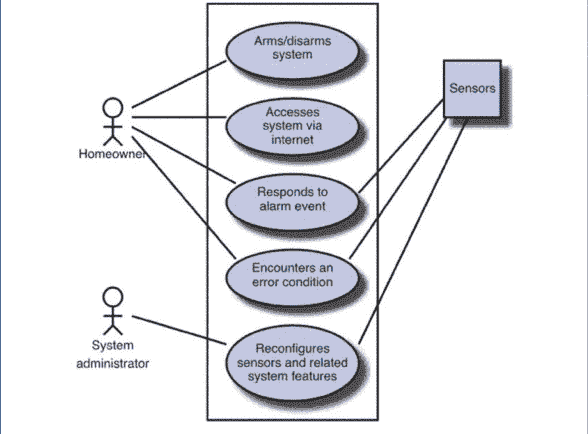 Arms/disarms
system
Accesses
system via
internet
Sensors
Homeowner
Responds to
alarm event
Encounters an
error condition
System
administrator
Reconfigures
sensors and related
system features